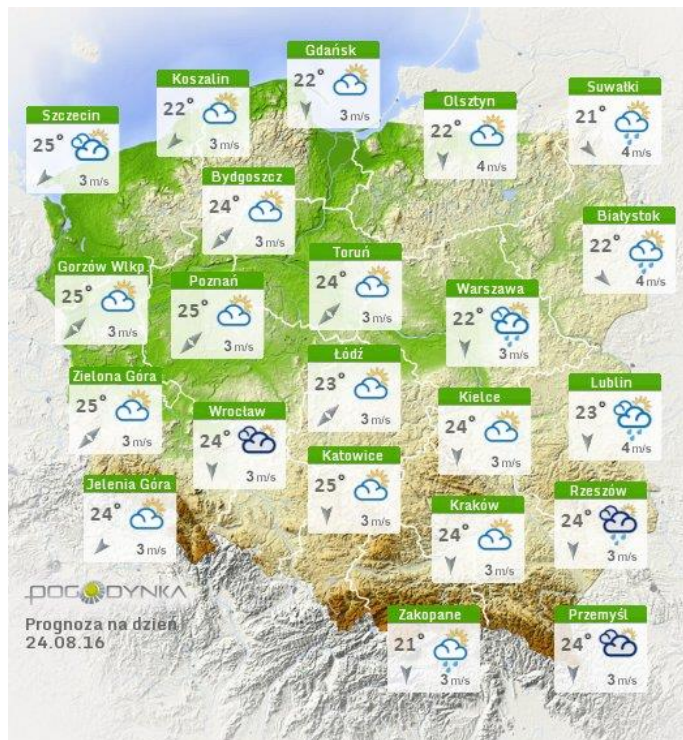 Gdańsk
22°
3 m/s
Koszalin
22°
3 m/s
Suwałki
21°
4 m/s
Olsztyn
22°
4 m/s
Szczecin
25°
3 m/s
Bydgoszcz
24°
3 m/s
Białystok
22°
4 m/s
Toruń
24°
3 m/s
Gorzów Wlkp
25°
3 m/s
Poznań
25°
3 m/s
Warszawa
22°
3 m/s
Łódź
23°
3 m/s
Zielona Góra
25°
3 m/s
Lublin
23°
4 m/s
Kielce
24°
3 m/s
Wrocław
24°
3 m/s
Katowice
25°
3 m/s
Jelenia Góra
24°
3 m/s
Rzeszów
24°
3 m/s
Kraków
24°
3 m/s
POGODYNKA
Prognoza na dzień
24.08.16
Zakopane
21°
3 m/s
Przemyśl
24°
3 m/s